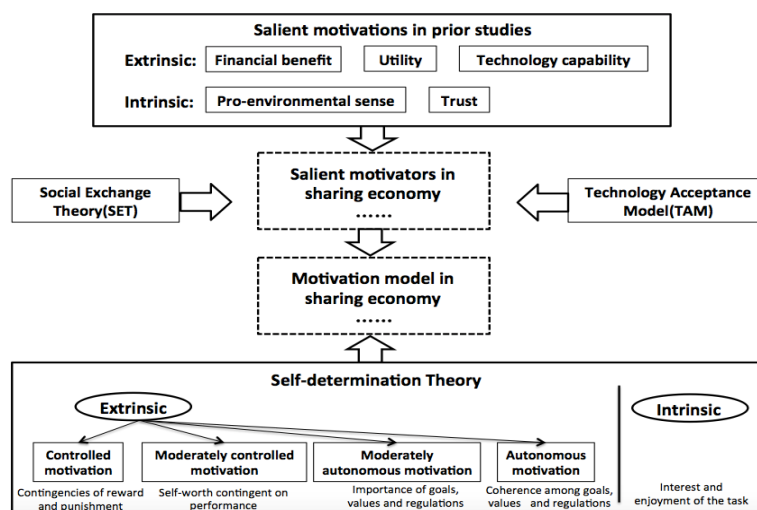 Salient motivations in prior studies
Extrinsic: Financial benefit Utility Technology capability
Intrinsic: Pro-environmental sense Trust
Social Exchange
Theory(SET)
Salient motivators in
sharing economy
......
Technology Acceptance
Model(TAM)
Motivation model in
sharing economy
......
Self-determination Theory
Extrinsic
Intrinsic
Controlled
motivation
Moderately controlled
motivation
Moderately
autonomous motivation
Autonomous
motivation
Contingencies of reward
and punishment
Self-worth contingent on
performance
Importance of goals,
values and regulations
Coherence among goals,
values and regulations
Interest and
enjoyment of the task